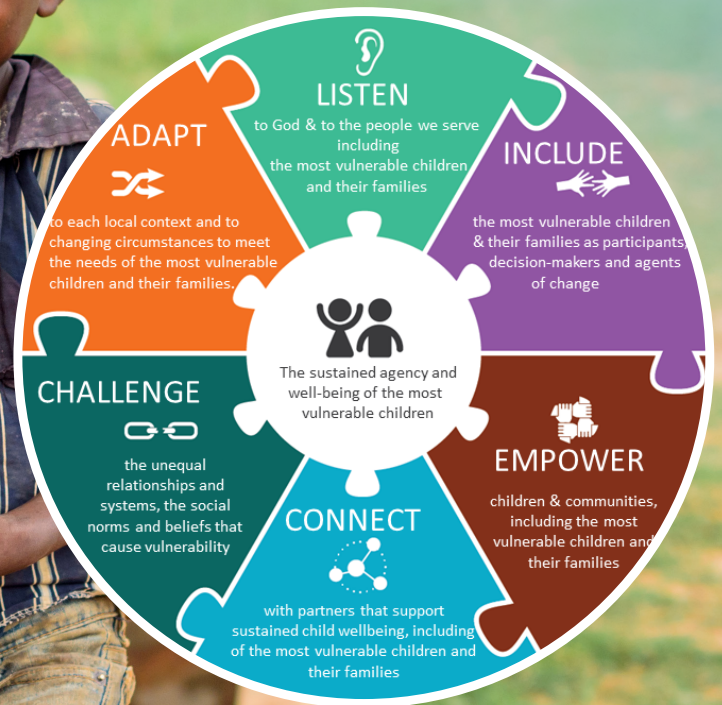 LISTEN
to God & to the people we serve
including
the most vulnerable children
and their families
INCLUDE
the most vulnerable children
& their families as participants,
decision-makers and agents
of change
EMPOWER
children & communities,
including the most
vulnerable children and
their families
CONNECT
with partners that support
sustained child wellbeing, including
of the most vulnerable children and
their families
CHALLENGE
the unequal
relationships and
systems, the social
norms and beliefs that
cause vulnerability
ADAPT
to each local context and to
changing circumstances to meet
the needs of the most vulnerable
children and their families.
The sustained agency and
well-being of the most
vulnerable children